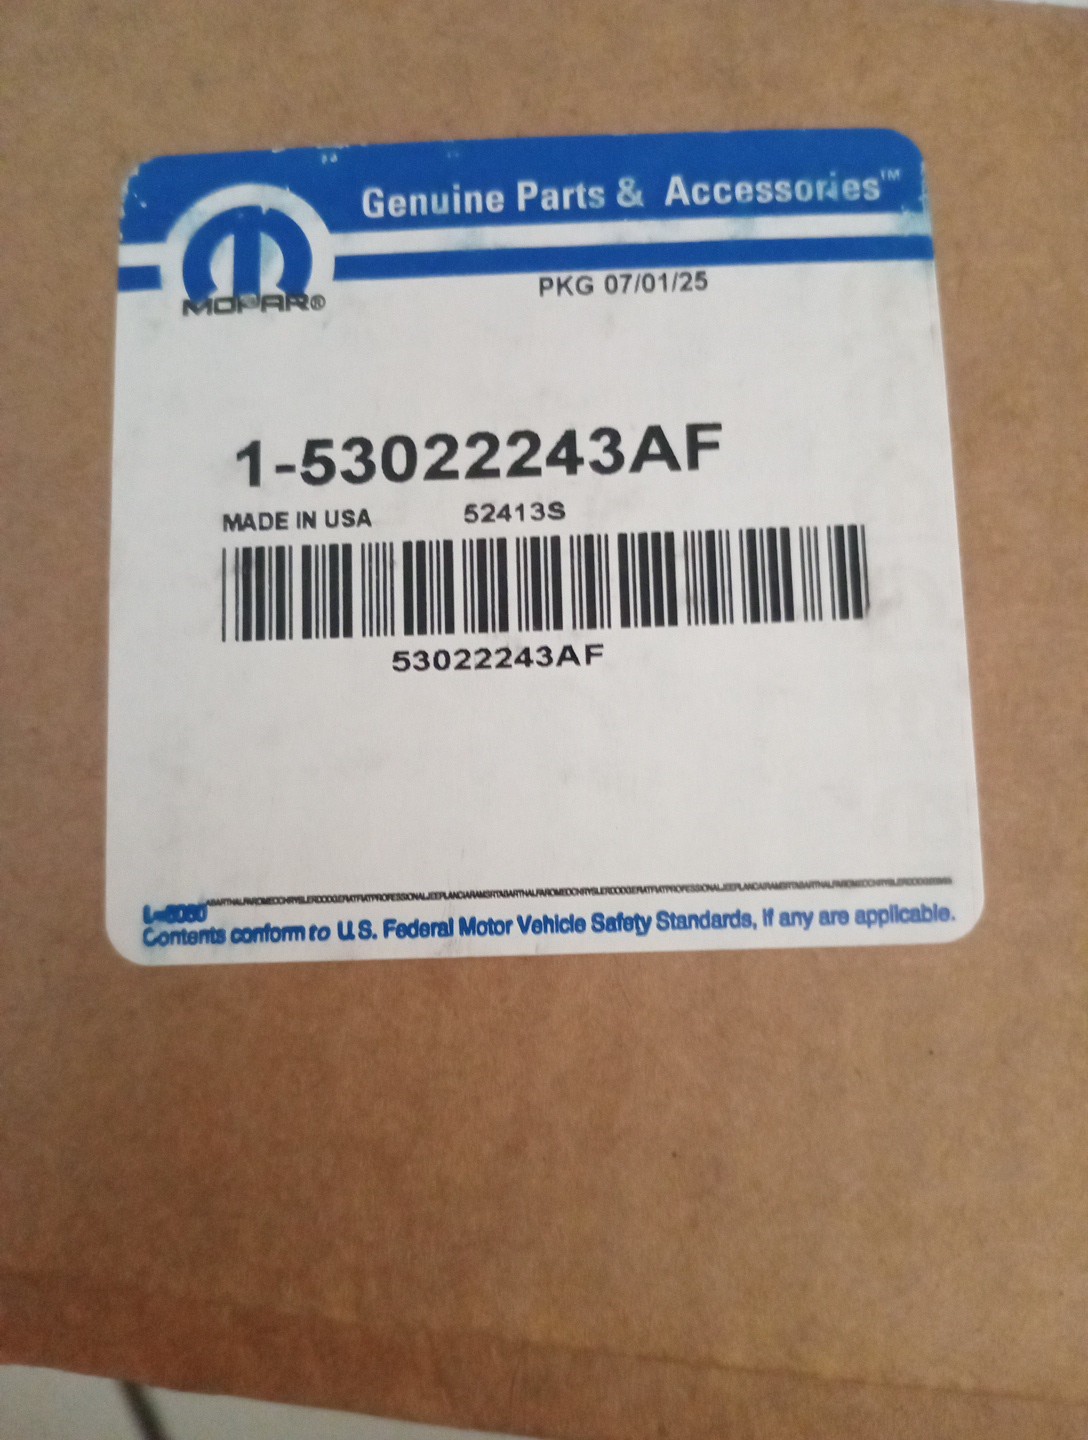 Genuine Parts & Accessories™
MOPAR®
PKG 07/01/25
1-53022243AF
MADE IN USA 52413S
53022243AF
Contents conform to U.S. Federal Motor Vehicle Safety Standards, if any are applicable.